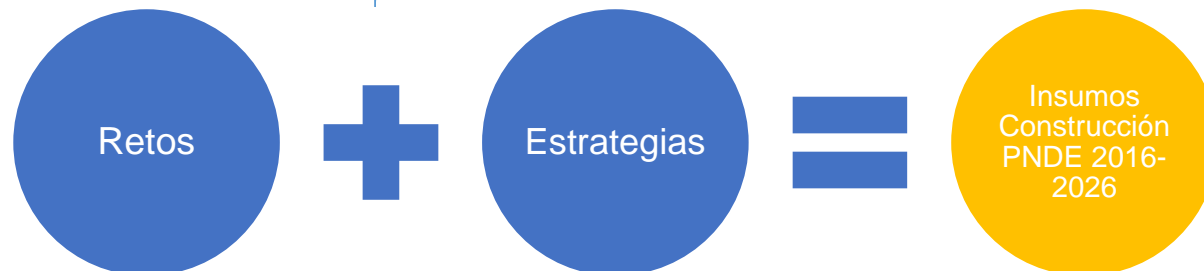 Retos
Estrategias
Insumos
Construcción
PNDE 2016-
2026